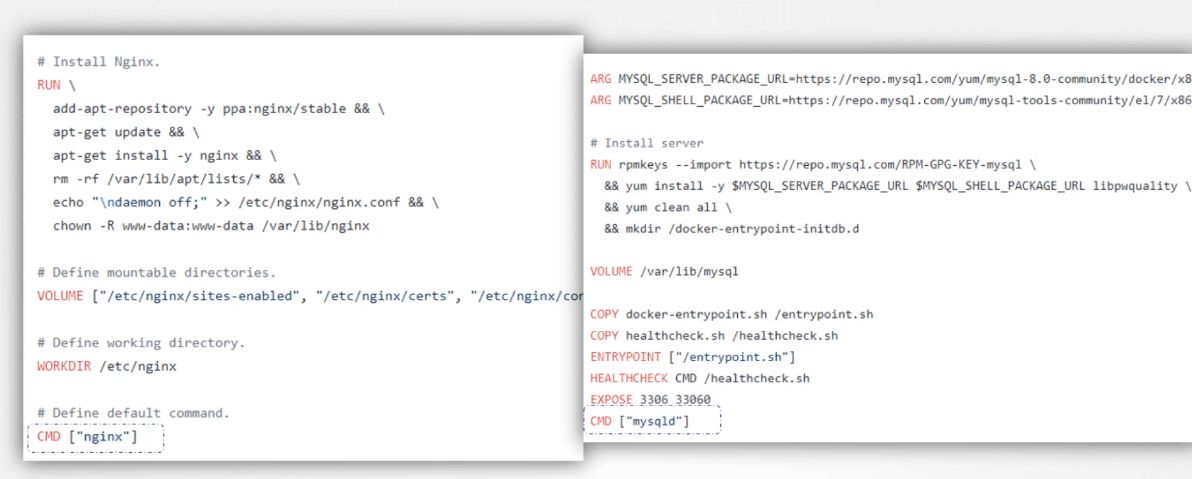 # Install Nginx.
RUN \
add-apt-repository -y ppa:nginx/stable && \
apt-get update && \
apt-get install -y nginx && \
rm -rf /var/lib/apt/lists/* && \
echo "\ndaemon off;" >> /etc/nginx/nginx.conf && \
chown -R www-data:www-data /var/lib/nginx
# Define mountable directories.
VOLUME ["/etc/nginx/sites-enabled", "/etc/nginx/certs", "/etc/nginx/con
# Define working directory.
WORKDIR /etc/nginx
# Define default command.
CMD ["nginx"]
ARG MYSQL_SERVER_PACKAGE_URL=https://repo.mysql.com/yum/mysql-8.0-community/docker/x8
ARG MYSQL_SHELL_PACKAGE_URL=https://repo.mysql.com/yum/mysql-tools-community/el/7/x86
# Install server
RUN rpmkeys --import https://repo.mysql.com/RPM-GPG-KEY-mysql \
&& yum install -y $MYSQL_SERVER_PACKAGE_URL $MYSQL_SHELL_PACKAGE_URL libpwquality \
&& yum clean all \
&& mkdir /docker-entrypoint-initdb.d
VOLUME /var/lib/mysql
COPY docker-entrypoint.sh /entrypoint.sh
COPY healthcheck.sh /healthcheck.sh
ENTRYPOINT ["/entrypoint.sh"]
HEALTHCHECK CMD /healthcheck.sh
EXPOSE 3306 33060
CMD ["mysqld"]